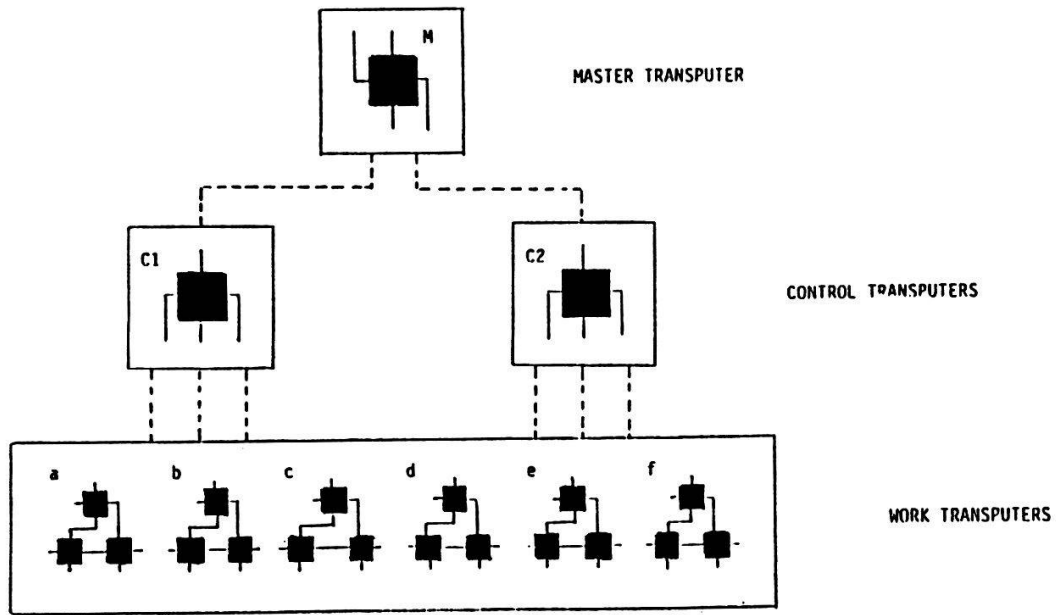 M
MASTER TRANSPUTER
C1
C2
CONTROL TRANSPUTERS
a b c d e f
WORK TRANSPUTERS